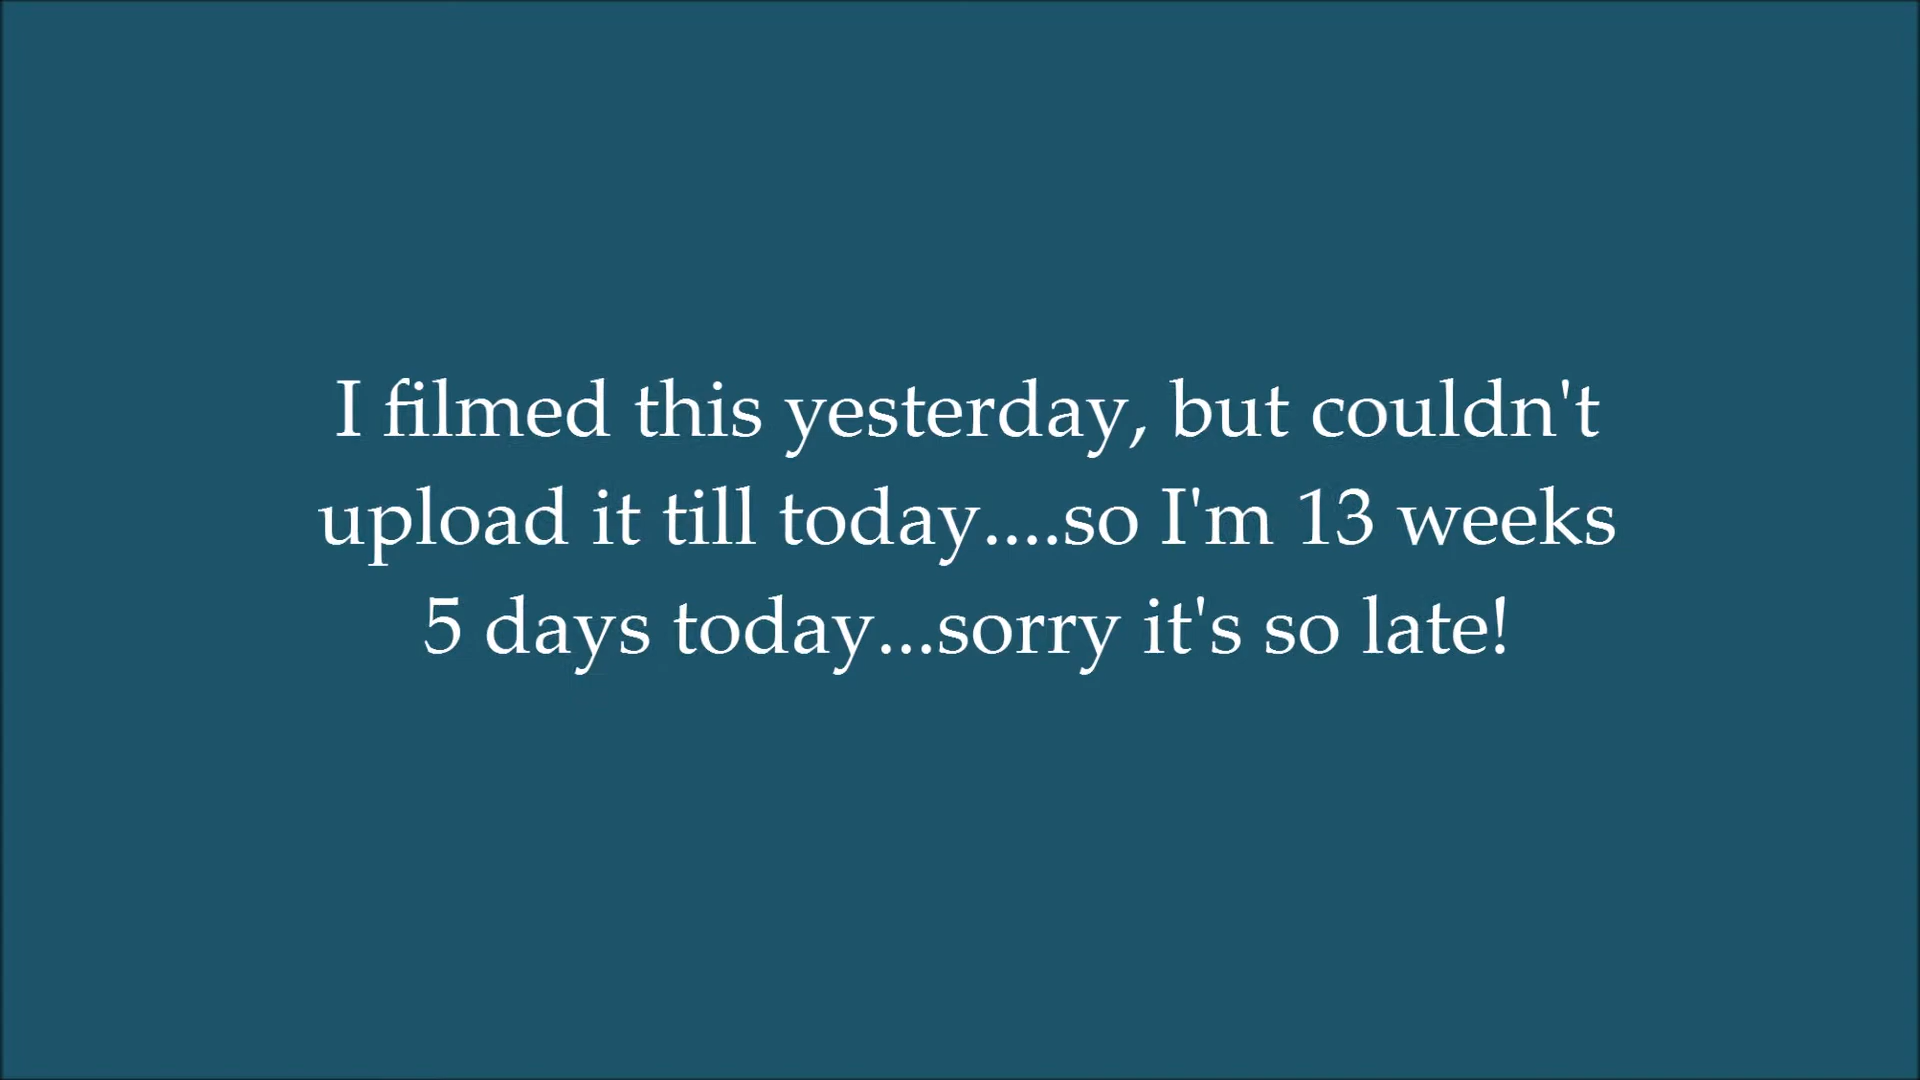 I filmed this yesterday, but couldn't
upload it till today....so I'm 13 weeks
5 days today...sorry it's so late!